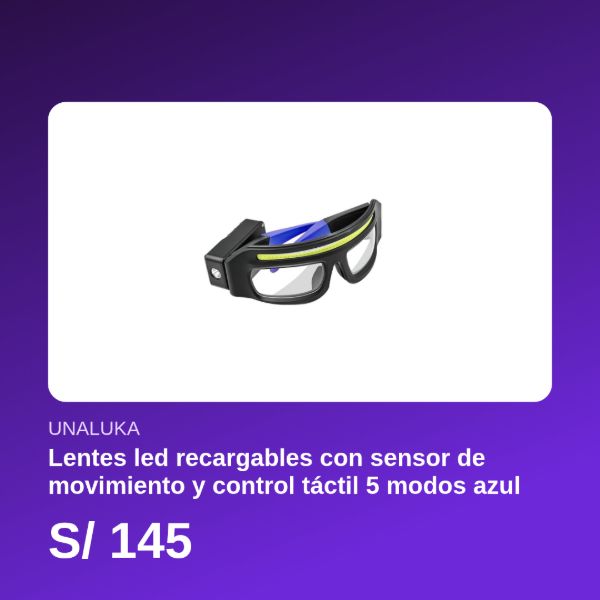 UNALUKA
Lentes led recargables con sensor de
movimiento y control táctil 5 modos azul
S/ 145